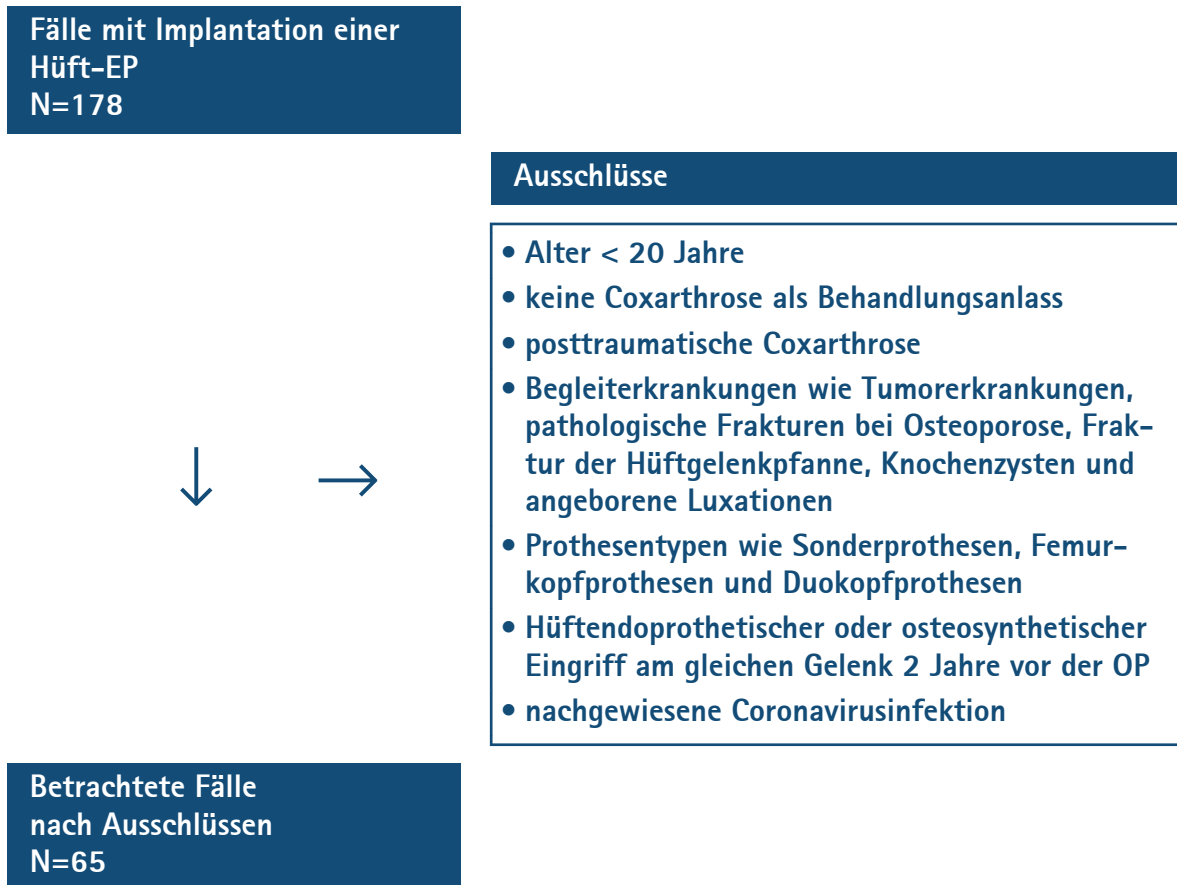 Fälle mit Implantation einer
Hüft-EP
N=178
Ausschlüsse
• Alter < 20 Jahre
• keine Coxarthrose als Behandlungsanlass
• posttraumatische Coxarthrose
• Begleiterkrankungen wie Tumorerkrankungen,
pathologische Frakturen bei Osteoporose, Frak-
tur der Hüftgelenkpfanne, Knochenzysten und
angeborene Luxationen
• Prothesentypen wie Sonderprothesen, Femur-
kopfprothesen und Duokopfprothesen
• Hüftendoprothetischer oder osteosynthetischer
Eingriff am gleichen Gelenk 2 Jahre vor der OP
• nachgewiesene Coronavirusinfektion
Betrachtete Fälle
nach Ausschlüssen
N=65